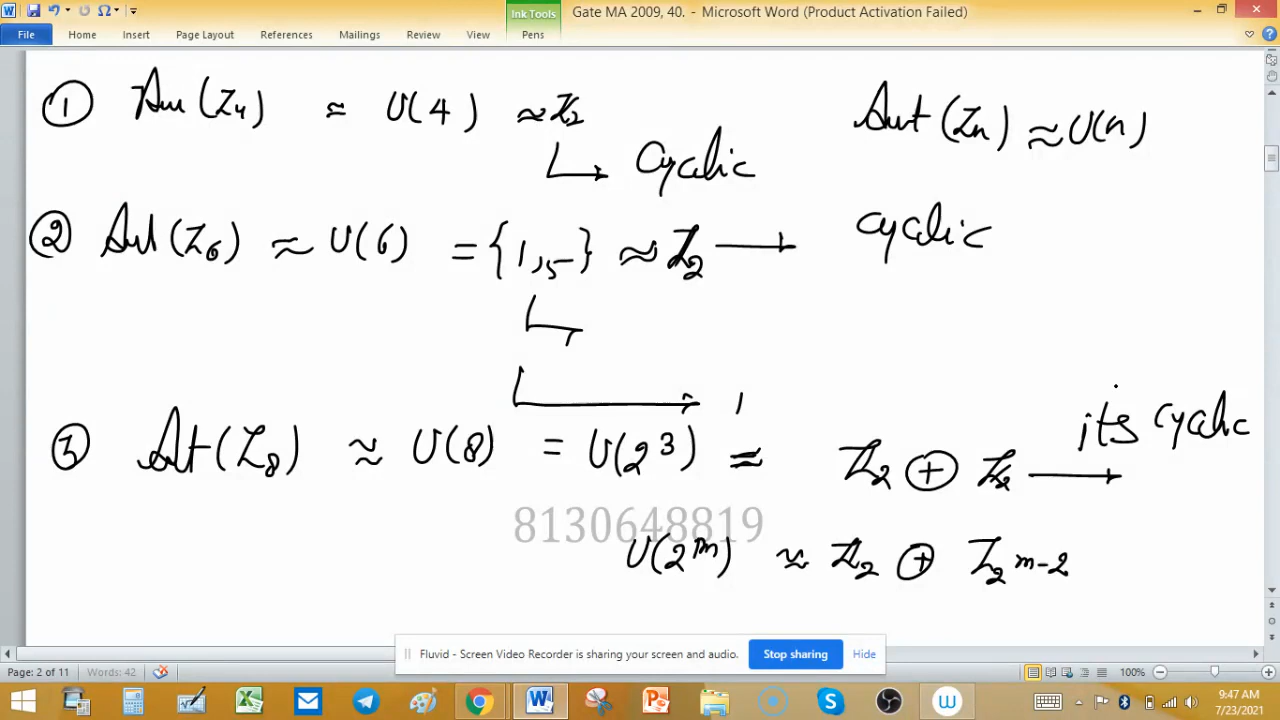 Gate MA 2009, 40. - Microsoft Word (Product Activation Failed)
Ink Tools
File Home Insert Page Layout References Mailings Review View Pens
① Aut(Z₄) ≈ U(4) ≈ Z₂
Aut(Zn) ≈ U(n)
↳ Cyclic
② Aut(Z₆) ≈ U(6) = {1,5} ≈ Z₂ → cyclic
③ Aut(Z₈) ≈ U(8) = U(2³) ≈ Z₂ ⊕ Z₂ → its cyclic
8130648819
U(2ᵐ) ≈ Z₂ ⊕ Z₂m-2
Fluvid - Screen Video Recorder is sharing your screen and audio. Stop sharing Hide
Page: 2 of 11 Words: 42 100%
9:47 AM
7/23/2021